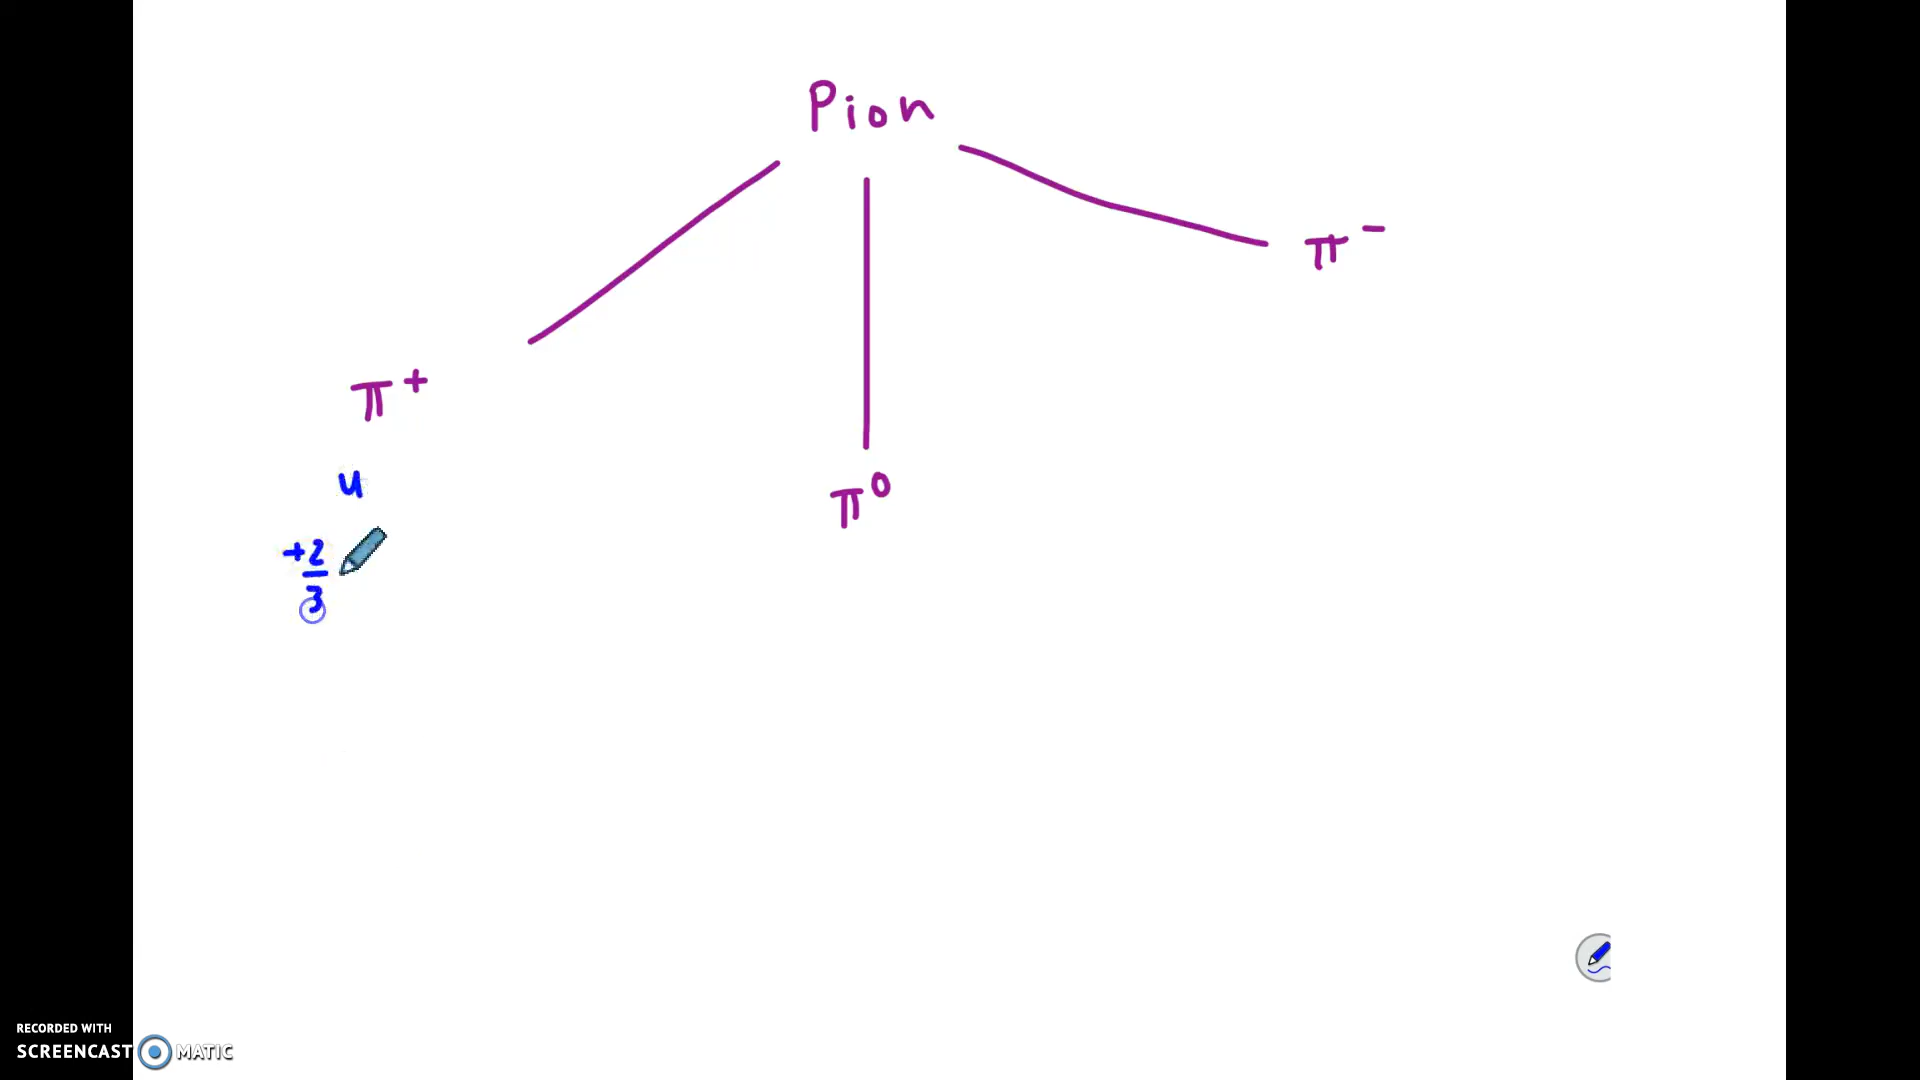 Pion
π⁻
π⁺
π⁰
u
+2/3
RECORDED WITH
SCREENCAST MATIC